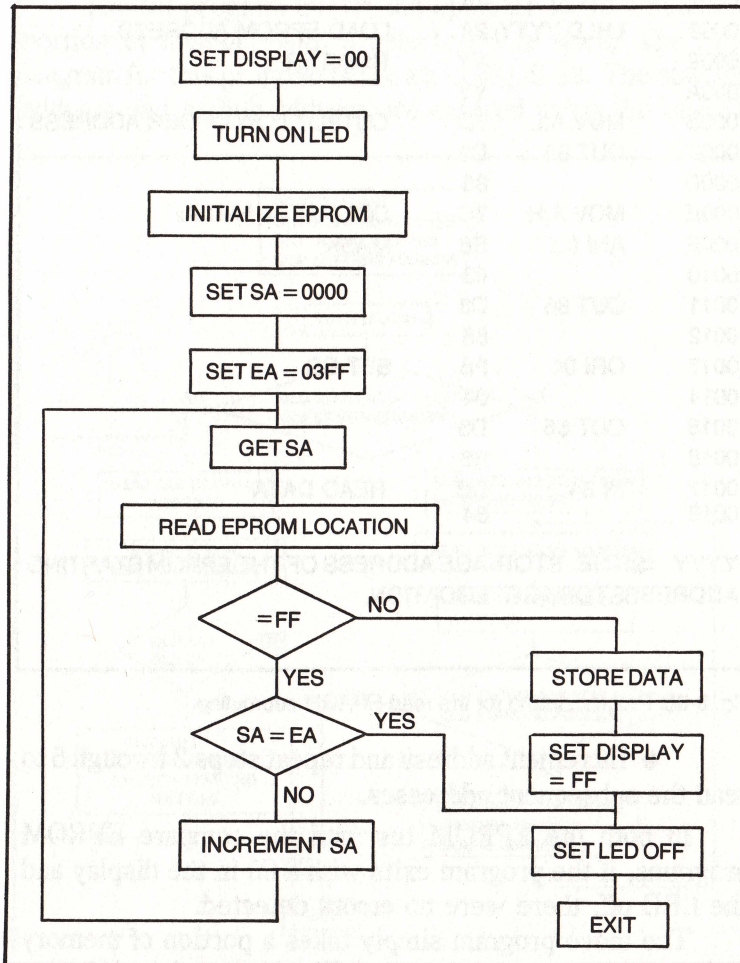 SET DISPLAY = 00
TURN ON LED
INITIALIZE EPROM
SET SA = 0000
SET EA = 03FF
GET SA
READ EPROM LOCATION
= FF
NO
YES
STORE DATA
SA = EA
YES
SET DISPLAY
= FF
NO
INCREMENT SA
SET LED OFF
EXIT